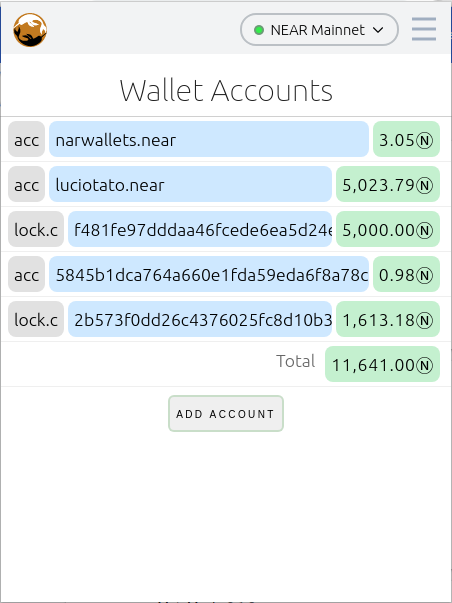 NEAR Mainnet
Wallet Accounts
acc narwallets.near 3.05Ⓝ
acc luciotato.near 5,023.79Ⓝ
lock.c f481fe97dddaa46fcede6ea5d24e 5,000.00Ⓝ
acc 5845b1dca764a660e1fda59eda6f8a78c 0.98Ⓝ
lock.c 2b573f0dd26c4376025fc8d10b3 1,613.18Ⓝ
Total 11,641.00Ⓝ
ADD ACCOUNT